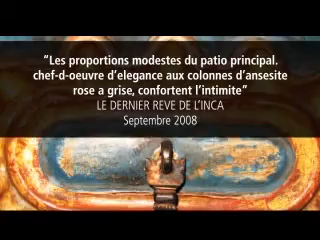 “Les proportions modestes du patio principal.
chef-d-oeuvre d’elegance aux colonnes d’ansesite
rose a grise, confortent l’intimite”
LE DERNIER REVE DE L’INCA
Septembre 2008